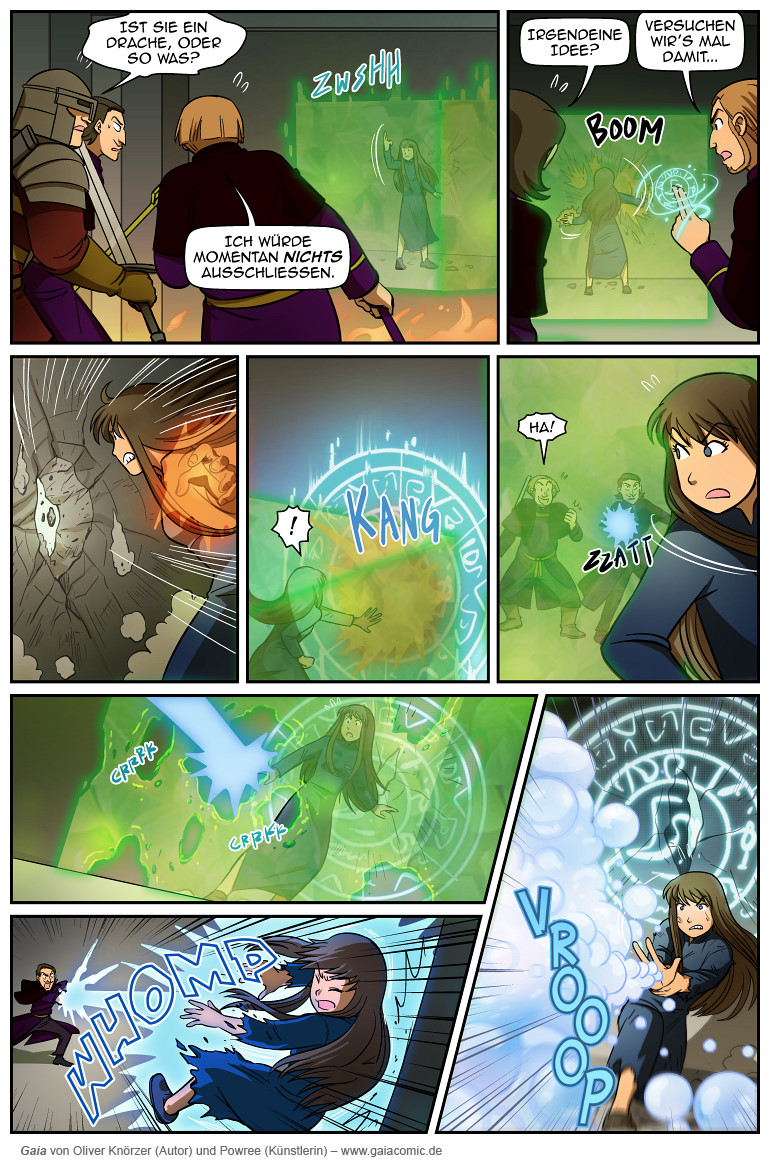 IST SIE EIN
DRACHE, ODER
SO WAS?
ZWSHH
ICH WÜRDE
MOMENTAN NICHTS
AUSSCHLIESSEN.
IRGENDEINE
IDEE?
VERSUCHEN
WIR'S MAL
DAMIT...
BOOM
!
KANG
HA!
ZZATT
CRRRK
CRRKK
VROOOP
WHOMP
Gaia von Oliver Knörzer (Autor) und Powree (Künstlerin) – www.gaiacomic.de